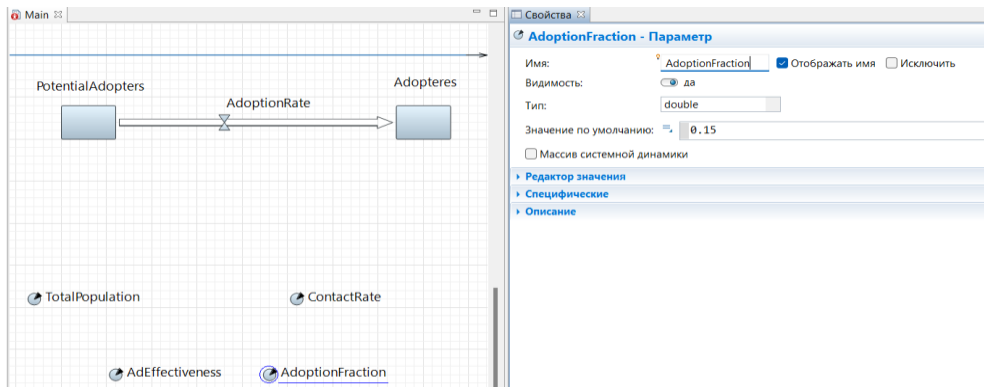 Main
PotentialAdopters
Adopteres
AdoptionRate
TotalPopulation
ContactRate
AdEffectiveness
AdoptionFraction
Свойства
AdoptionFraction - Параметр
Имя: AdoptionFraction Отображать имя Исключить
Видимость: да
Тип: double
Значение по умолчанию: 0.15
Массив системной динамики
Редактор значения
Специфические
Описание